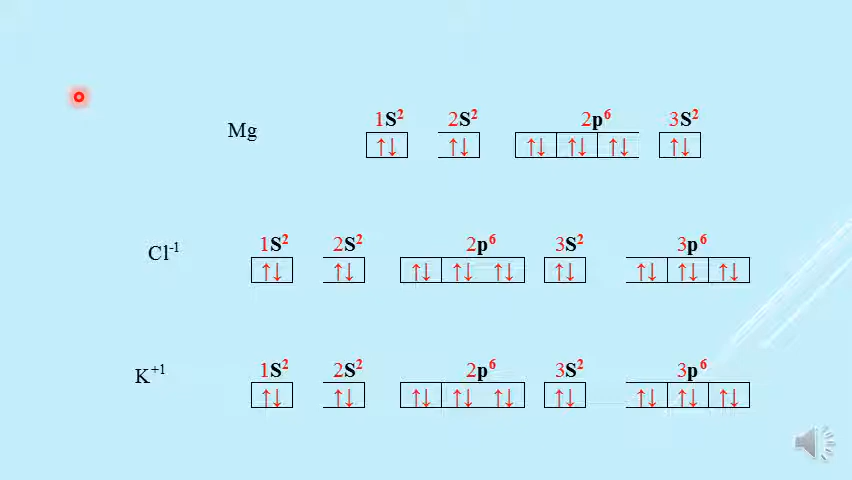 1S² 2S² 2p⁶ 3S²
Mg ↑↓ ↑↓ ↑↓ ↑↓ ↑↓ ↑↓
1S² 2S² 2p⁶ 3S² 3p⁶
Cl⁻¹ ↑↓ ↑↓ ↑↓ ↑↓ ↑↓ ↑↓ ↑↓ ↑↓ ↑↓
1S² 2S² 2p⁶ 3S² 3p⁶
K⁺¹ ↑↓ ↑↓ ↑↓ ↑↓ ↑↓ ↑↓ ↑↓ ↑↓ ↑↓